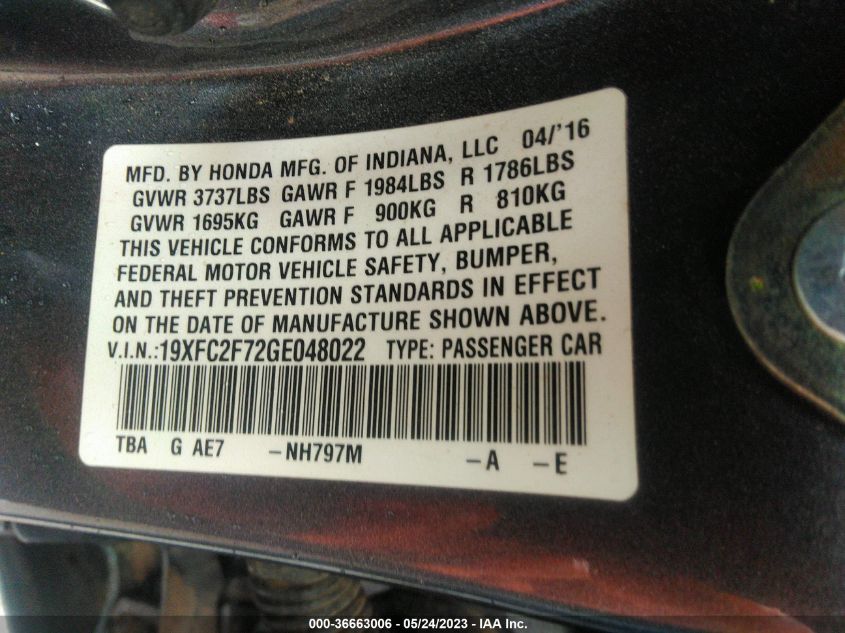 MFD. BY HONDA MFG. OF INDIANA, LLC 04/'16
GVWR 3737LBS GAWR F 1984LBS R 1786LBS
GVWR 1695KG GAWR F 900KG R 810KG
THIS VEHICLE CONFORMS TO ALL APPLICABLE
FEDERAL MOTOR VEHICLE SAFETY, BUMPER,
AND THEFT PREVENTION STANDARDS IN EFFECT
ON THE DATE OF MANUFACTURE SHOWN ABOVE.
V.I.N.:19XFC2F72GE048022 TYPE: PASSENGER CAR
TBA G AE7 -NH797M -A -E
000-36663006 - 05/24/2023 - IAA Inc.